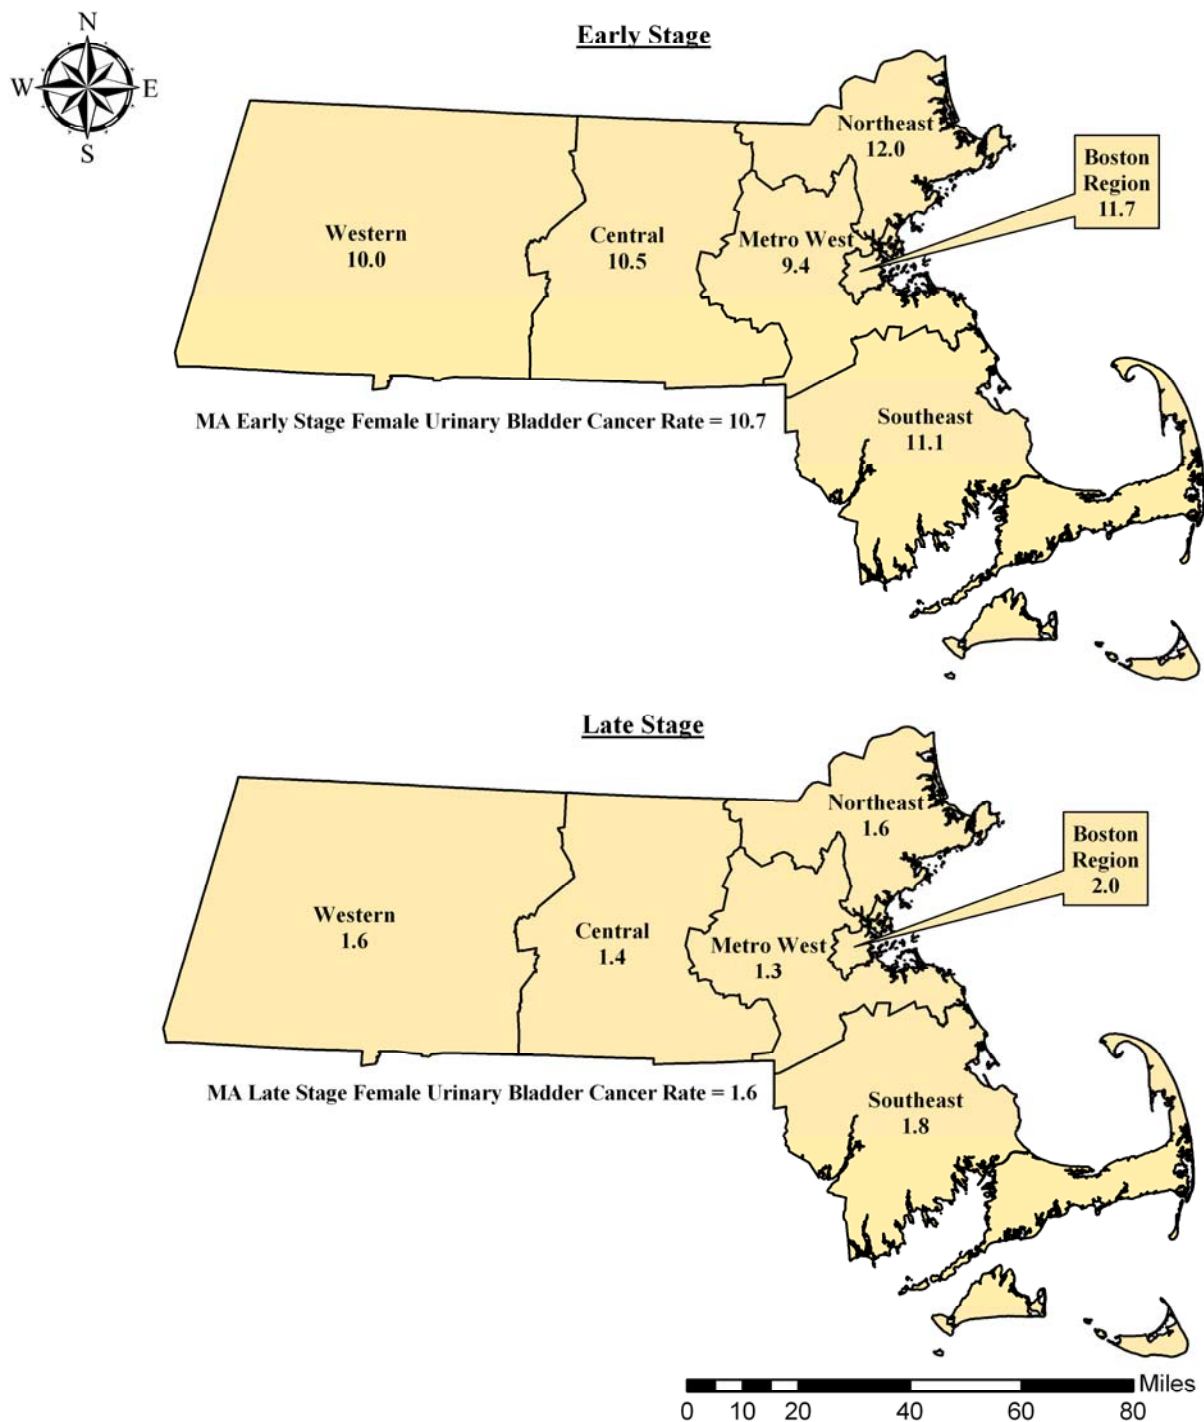 N
W
E
S
Early Stage
Northeast
12.0
Boston
Region
11.7
Western
10.0
Central
10.5
Metro West
9.4
MA Early Stage Female Urinary Bladder Cancer Rate = 10.7
Southeast
11.1
Late Stage
Northeast
1.6
Boston
Region
2.0
Western
1.6
Central
1.4
Metro West
1.3
MA Late Stage Female Urinary Bladder Cancer Rate = 1.6
Southeast
1.8
Miles
0 10 20 40 60 80